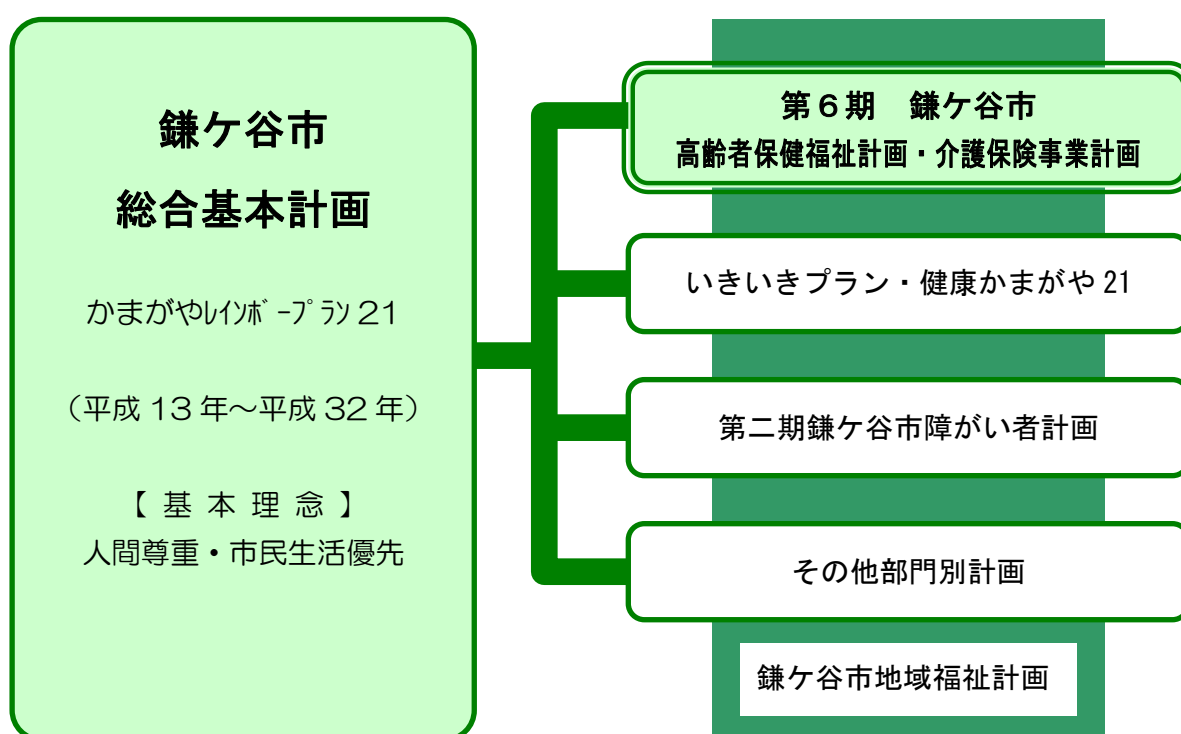 鎌ケ谷市
総合基本計画
かまがやﾚｲﾝﾎﾞｰﾌﾟﾗﾝ21
（平成13年～平成32年）
【基本理念】
人間尊重・市民生活優先
第６期　鎌ケ谷市
高齢者保健福祉計画・介護保険事業計画
いきいきプラン・健康かまがや21
第二期鎌ケ谷市障がい者計画
その他部門別計画
鎌ケ谷市地域福祉計画